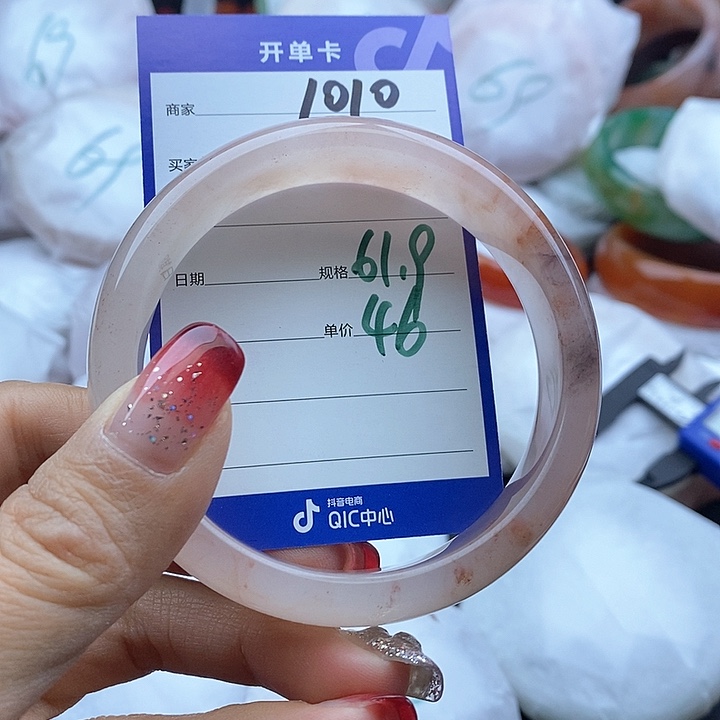 开单卡
商家 1010
买家
日期 规格 61.9
单价 46
抖音电商
QIC中心